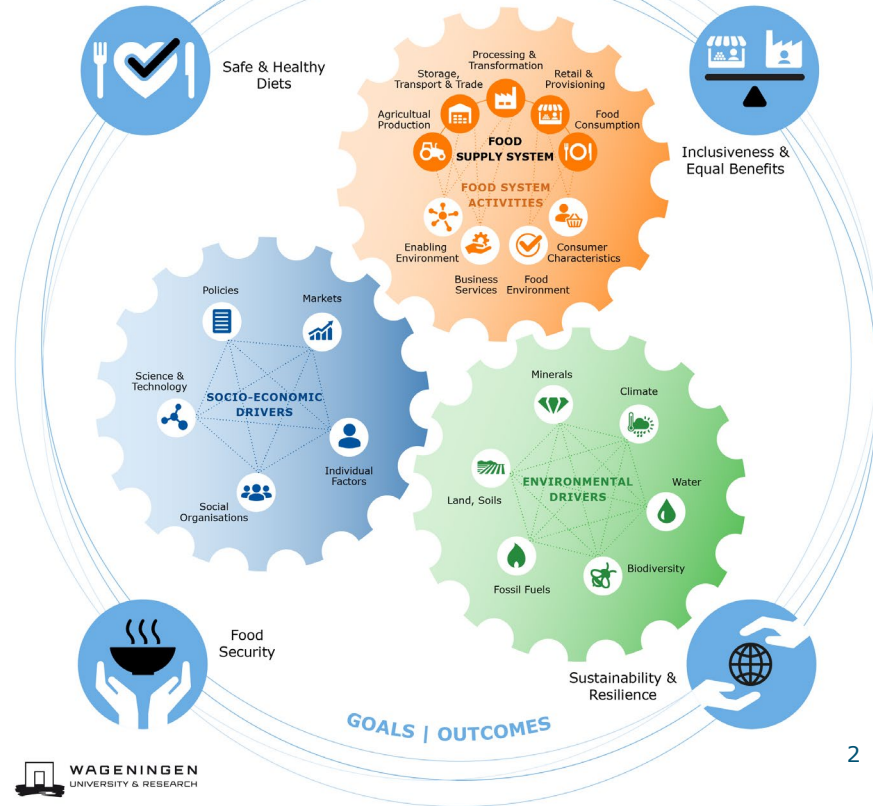 Safe & Healthy
Diets
Processing &
Transformation
Storage,
Transport & Trade
Retail &
Provisioning
Agricultual
Production
Food
Consumption
FOOD
SUPPLY SYSTEM
FOOD SYSTEM
ACTIVITIES
Enabling
Environment
Business
Services
Food
Environment
Consumer
Characteristics
Inclusiveness &
Equal Benefits
Policies
Markets
Science &
Technology
SOCIO-ECONOMIC
DRIVERS
Individual
Factors
Social
Organisations
Minerals
Climate
Land, Soils
ENVIRONMENTAL
DRIVERS
Water
Fossil Fuels
Biodiversity
Food
Security
Sustainability &
Resilience
GOALS | OUTCOMES
WAGENINGEN
UNIVERSITY & RESEARCH
2